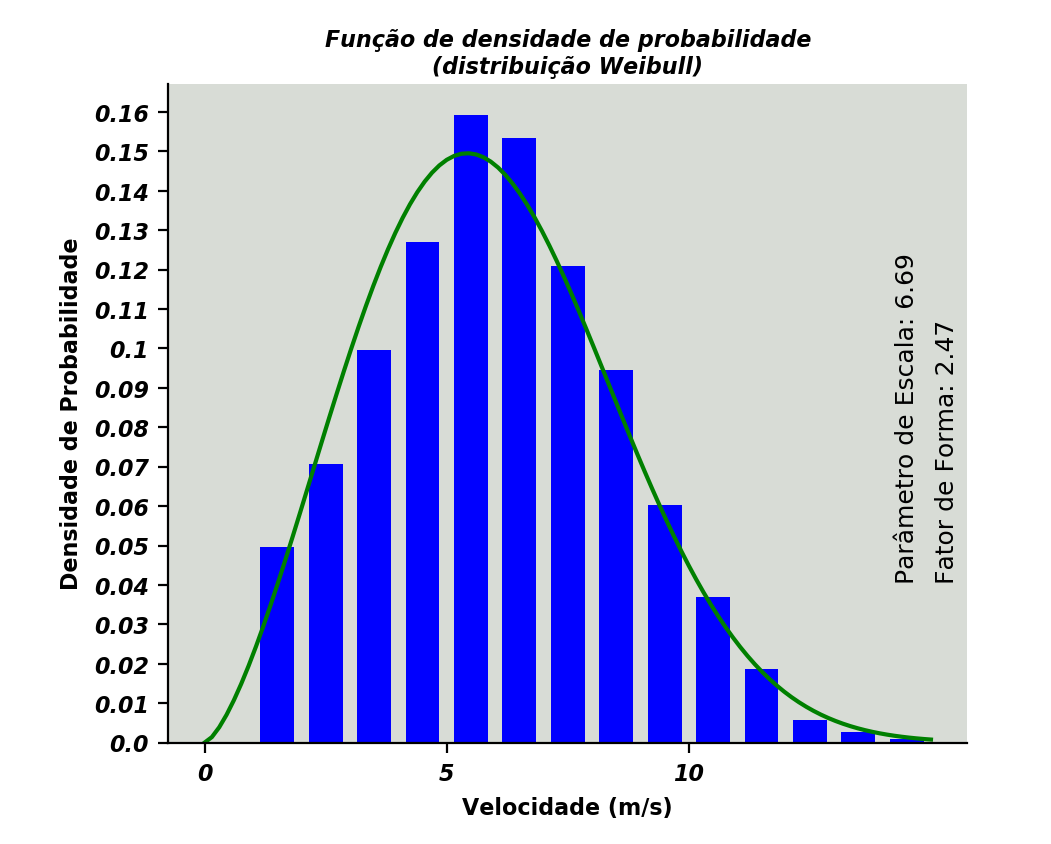 Função de densidade de probabilidade
(distribuição Weibull)
Densidade de Probabilidade
0.16
0.15
0.14
0.13
0.12
0.11
0.1
0.09
0.08
0.07
0.06
0.05
0.04
0.03
0.02
0.01
0.0
Parâmetro de Escala: 6.69
Fator de Forma: 2.47
0 5 10
Velocidade (m/s)